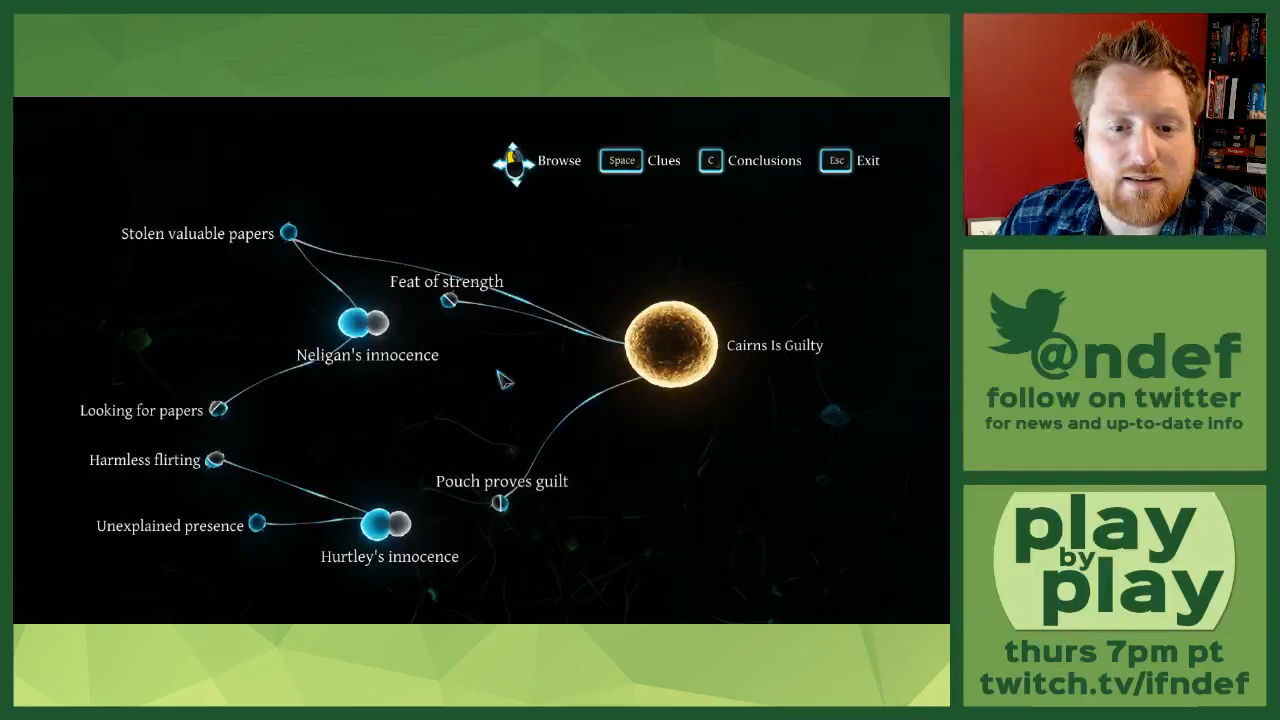 Browse
Space Clues
C Conclusions
Esc Exit
Stolen valuable papers
Feat of strength
Cairns Is Guilty
Neligan's innocence
Looking for papers
Harmless flirting
Pouch proves guilt
Unexplained presence
Hurtley's innocence
@ndef
follow on twitter
for news and up-to-date info
play
by
play
thurs 7pm pt
twitch.tv/ifndef